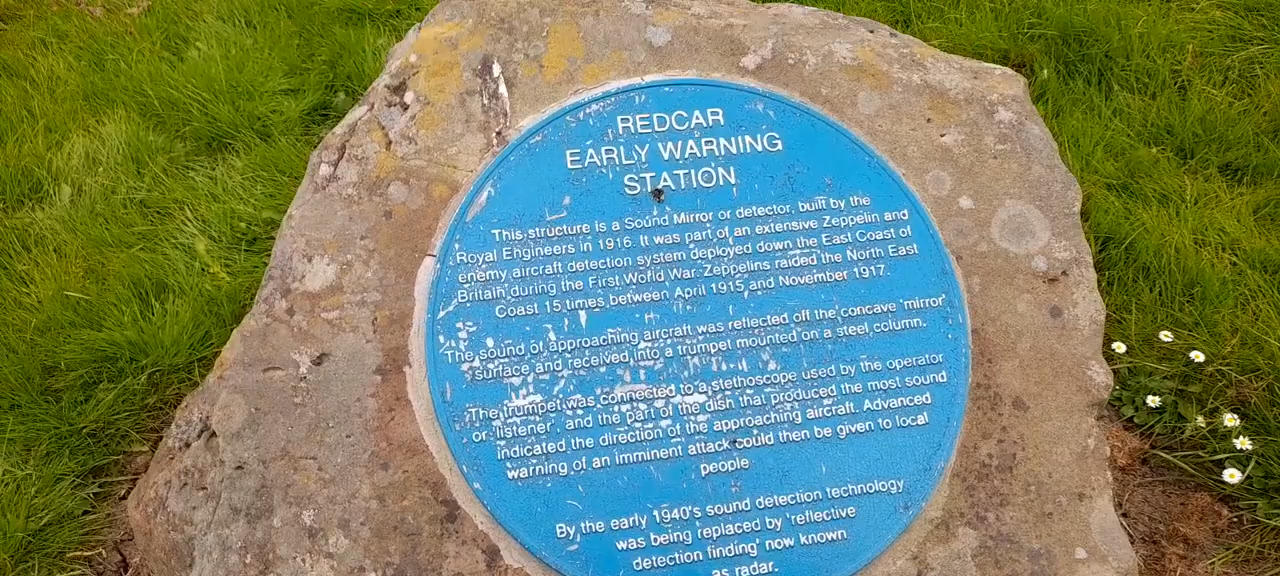 REDCAR
EARLY WARNING
STATION
This structure is a Sound Mirror or detector, built by the
Royal Engineers in 1916. It was part of an extensive Zeppelin and
enemy aircraft detection system deployed down the East Coast of
Britain during the First World War. Zeppelins raided the North East
Coast 15 times between April 1915 and November 1917.
The sound of approaching aircraft was reflected off the concave 'mirror'
surface and received into a trumpet mounted on a steel column.
The trumpet was connected to a stethoscope used by the operator
or 'listener', and the part of the dish that produced the most sound
indicated the direction of the approaching aircraft. Advanced
warning of an imminent attack could then be given to local
people
By the early 1940's sound detection technology
was being replaced by 'reflective
detection finding' now known
as radar.